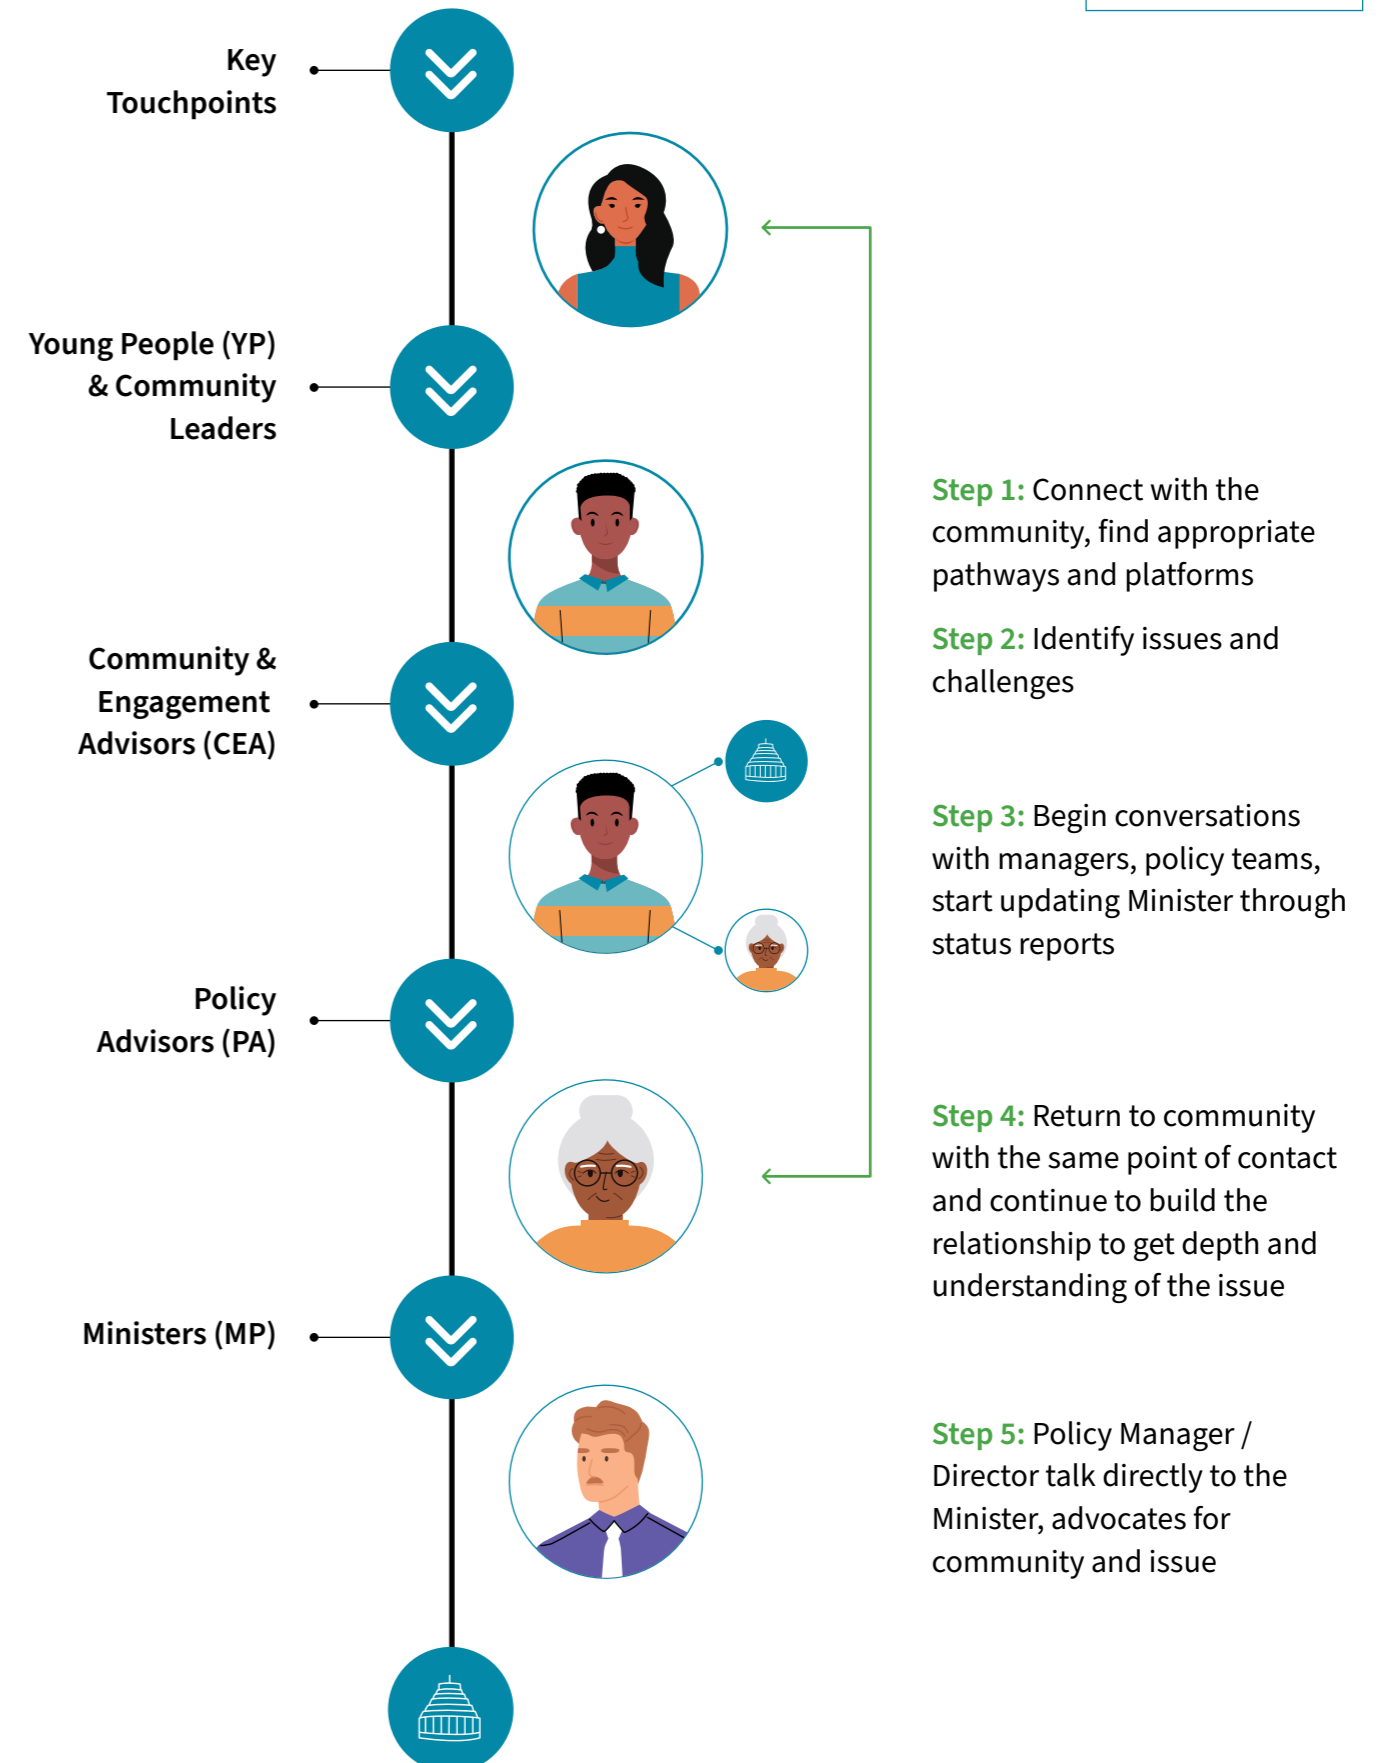 Key
Touchpoints
Young People (YP)
& Community
Leaders
Step 1: Connect with the
community, find appropriate
pathways and platforms
Step 2: Identify issues and
challenges
Community &
Engagement
Advisors (CEA)
Step 3: Begin conversations
with managers, policy teams,
start updating Minister through
status reports
Policy
Advisors (PA)
Step 4: Return to community
with the same point of contact
and continue to build the
relationship to get depth and
understanding of the issue
Ministers (MP)
Step 5: Policy Manager /
Director talk directly to the
Minister, advocates for
community and issue